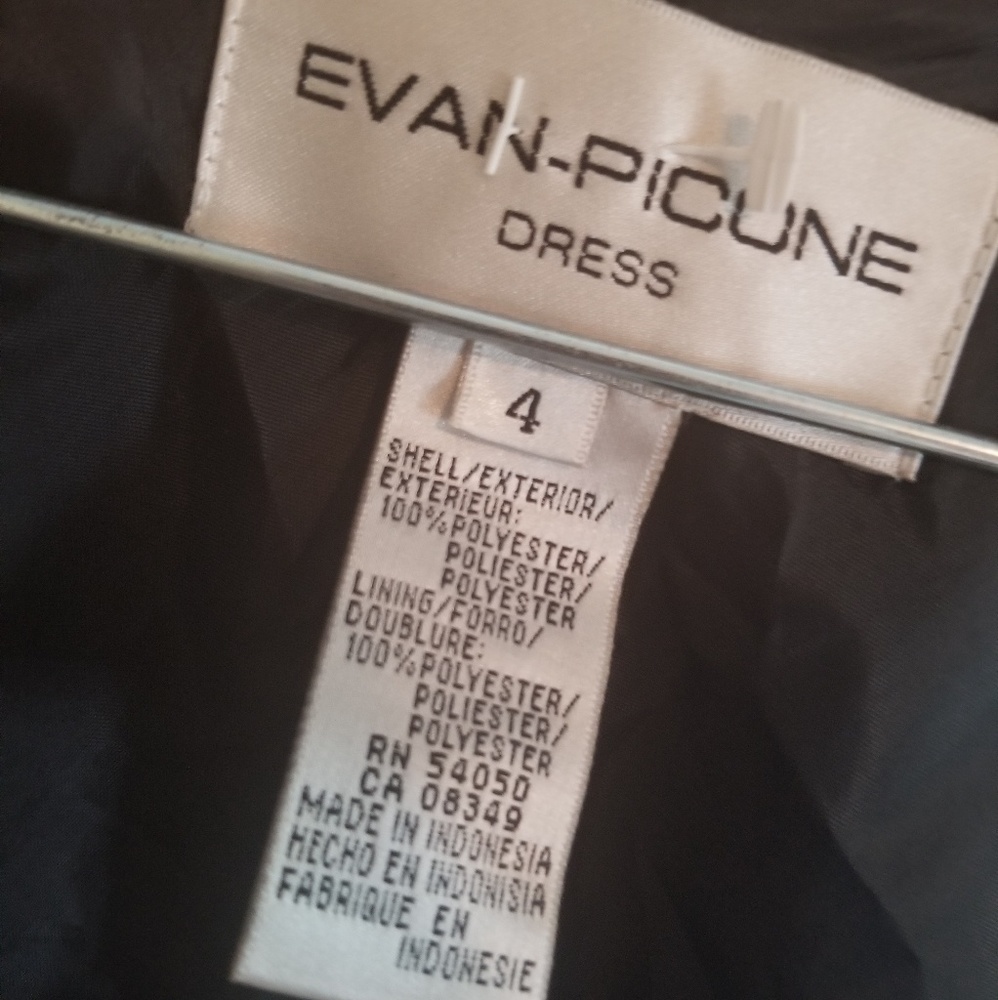 EVAN-PICONE
DRESS
4
SHELL/EXTERIOR/
EXTERIEUR:
100%POLYESTER/
POLIESTER/
POLYESTER
LINING/FORRO/
DOUBLURE:
100%POLYESTER/
POLIESTER/
POLYESTER
RN 54050
CA 08349
MADE IN INDONESIA
HECHO EN INDONISIA
FABRIQUE EN
INDONESIE